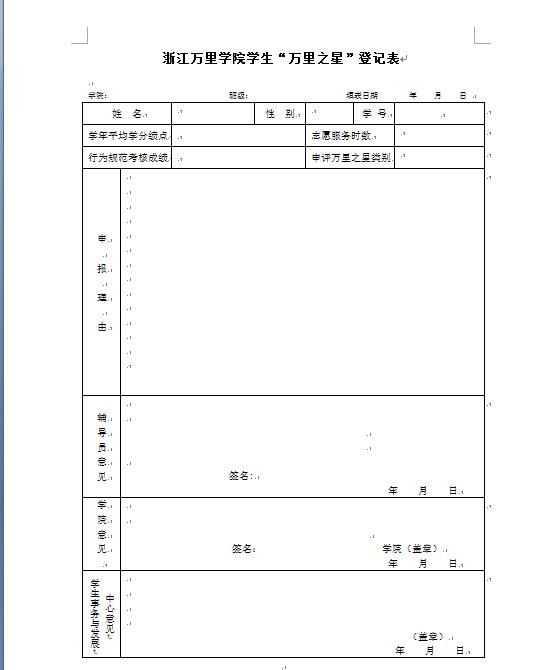 浙江万里学院学生“万里之星”登记表
学院： 班级： 填表日期 年 月 日
姓 名 性 别 学 号
学年平均学分绩点 志愿服务时数
行为规范考核成绩 申评万里之星类别
申报理由
辅导员意见
签名：
年 月 日
学院意见
签名： 学院（盖章）
年 月 日
学生事务与发展中心意见
（盖章）
年 月 日